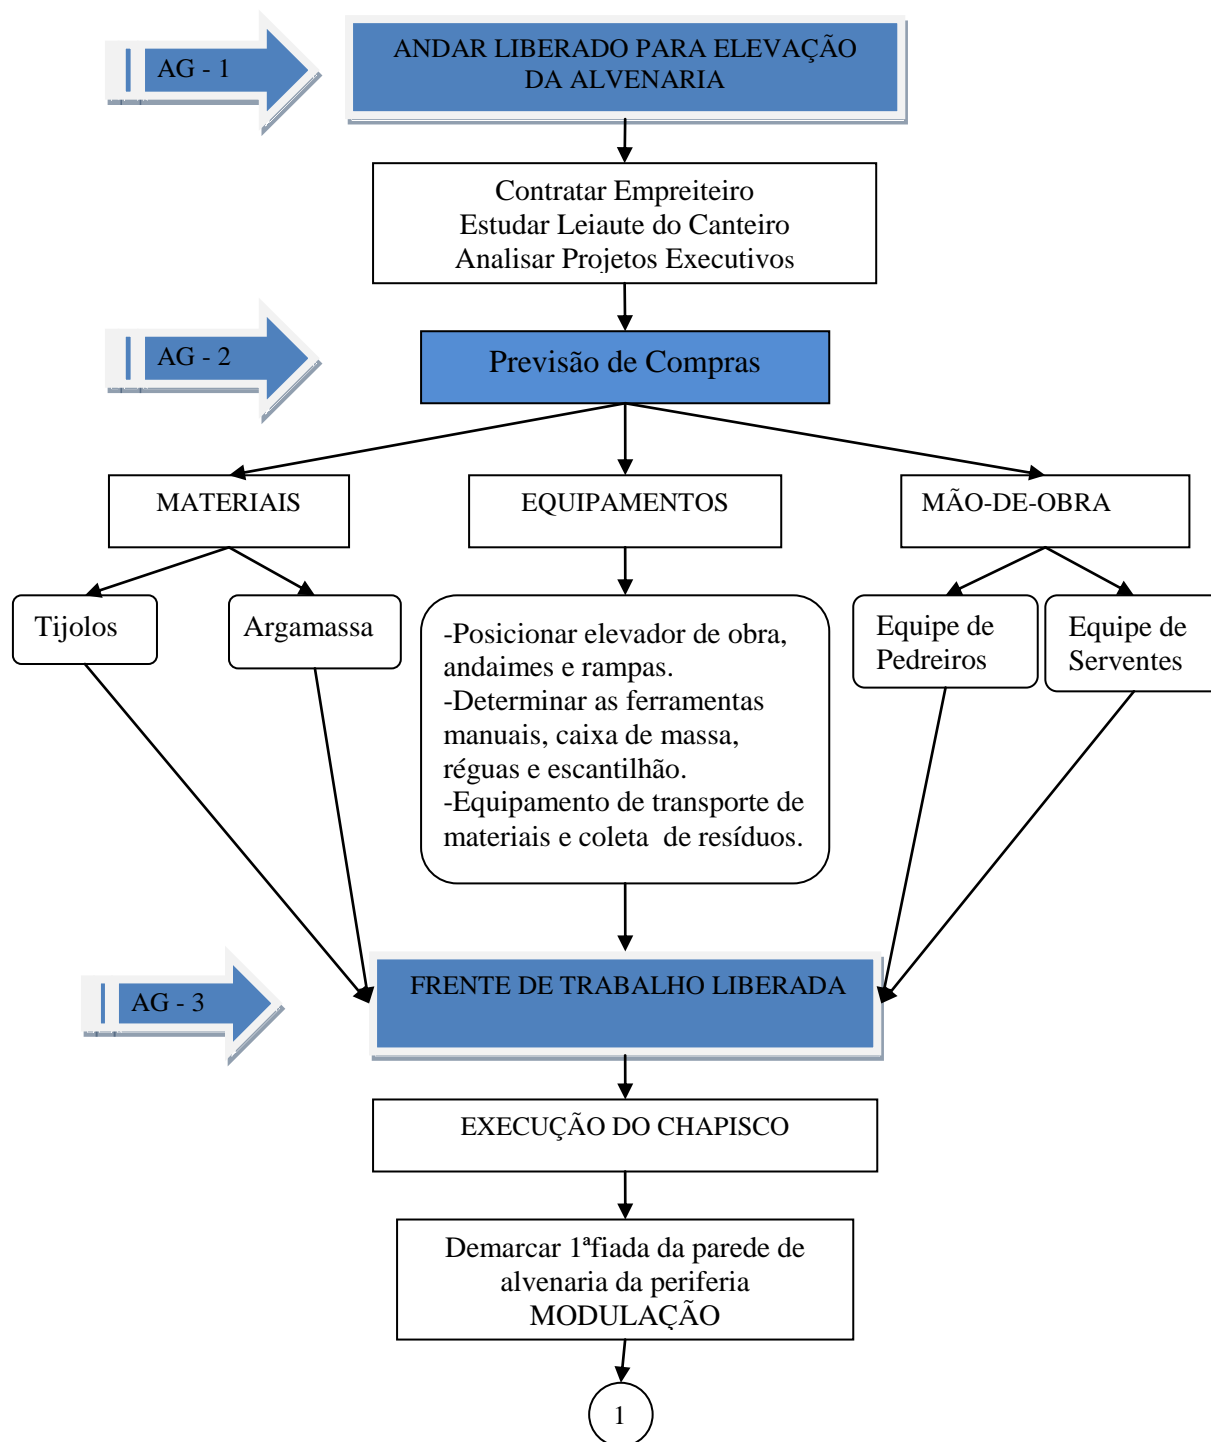 AG - 1
ANDAR LIBERADO PARA ELEVAÇÃO
DA ALVENARIA
Contratar Empreiteiro
Estudar Leiaute do Canteiro
Analisar Projetos Executivos
AG - 2
Previsão de Compras
MATERIAIS
EQUIPAMENTOS
MÃO-DE-OBRA
Tijolos
Argamassa
-Posicionar elevador de obra,
andaimes e rampas.
-Determinar as ferramentas
manuais, caixa de massa,
réguas e escantilhão.
-Equipamento de transporte de
materiais e coleta  de resíduos.
Equipe de
Pedreiros
Equipe de
Serventes
AG - 3
FRENTE DE TRABALHO LIBERADA
EXECUÇÃO DO CHAPISCO
Demarcar 1ªfiada da parede de
alvenaria da periferia
MODULAÇÃO
1